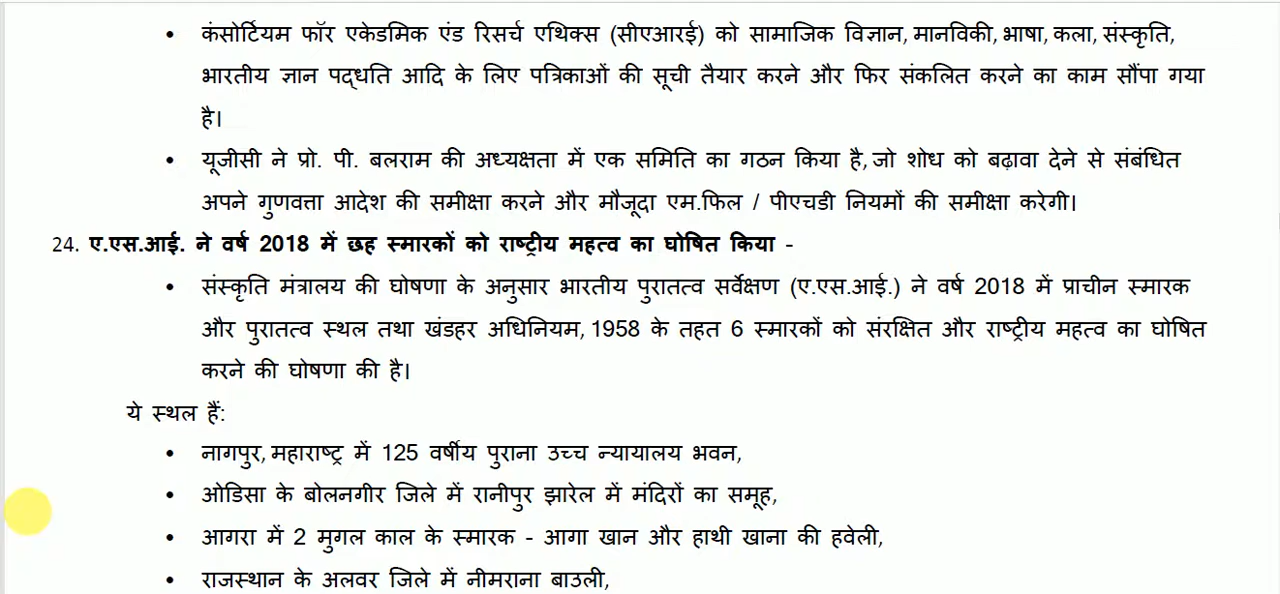 • कंसोर्टियम फॉर एकेडमिक एंड रिसर्च एथिक्स (सीएआरई) को सामाजिक विज्ञान, मानविकी, भाषा, कला, संस्कृति,
भारतीय ज्ञान पद्धति आदि के लिए पत्रिकाओं की सूची तैयार करने और फिर संकलित करने का काम सौंपा गया
है।
• यूजीसी ने प्रो. पी. बलराम की अध्यक्षता में एक समिति का गठन किया है, जो शोध को बढ़ावा देने से संबंधित
अपने गुणवत्ता आदेश की समीक्षा करने और मौजूदा एम.फिल / पीएचडी नियमों की समीक्षा करेगी।
24. ए.एस.आई. ने वर्ष 2018 में छह स्मारकों को राष्ट्रीय महत्व का घोषित किया -
• संस्कृति मंत्रालय की घोषणा के अनुसार भारतीय पुरातत्व सर्वेक्षण (ए.एस.आई.) ने वर्ष 2018 में प्राचीन स्मारक
और पुरातत्व स्थल तथा खंडहर अधिनियम, 1958 के तहत 6 स्मारकों को संरक्षित और राष्ट्रीय महत्व का घोषित
करने की घोषणा की है।
ये स्थल हैं:
• नागपुर, महाराष्ट्र में 125 वर्षीय पुराना उच्च न्यायालय भवन,
• ओडिसा के बोलनगीर जिले में रानीपुर झारेल में मंदिरों का समूह,
• आगरा में 2 मुगल काल के स्मारक - आगा खान और हाथी खाना की हवेली,
• राजस्थान के अलवर जिले में नीमराना बाउली,